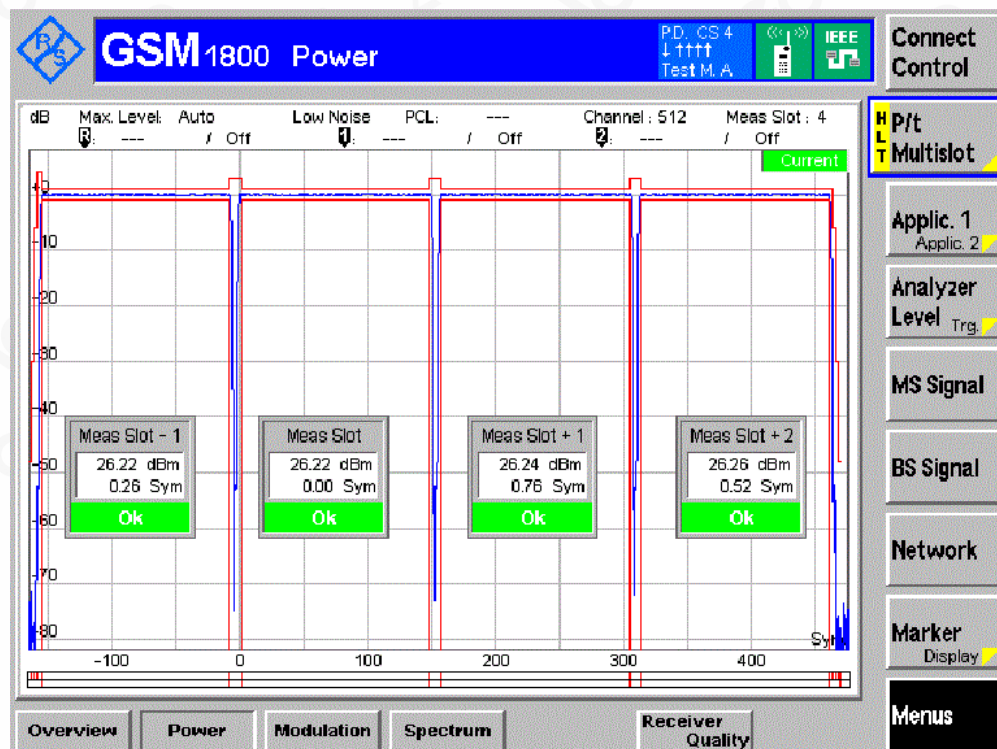 R/S
GSM 1800 Power
P.D. CS 4
↓ ↑↑↑↑
Test M. A.
IEEE
Connect Control
dB Max. Level: Auto Low Noise PCL: --- Channel : 512 Meas Slot : 4
R: --- / Off 1: --- / Off 2: --- / Off
Current
HLT
P/t Multislot
Applic. 1
Applic. 2
Analyzer Level Trg.
MS Signal
BS Signal
Network
Marker
Display
Menus
+0
-10
-20
-30
-40
-50
-60
-70
-80
Meas Slot - 1
26.22 dBm
0.26 Sym
Ok
Meas Slot
26.22 dBm
0.00 Sym
Ok
Meas Slot + 1
26.24 dBm
0.76 Sym
Ok
Meas Slot + 2
26.26 dBm
0.52 Sym
Ok
-100 0 100 200 300 400
Overview Power Modulation Spectrum Receiver Quality